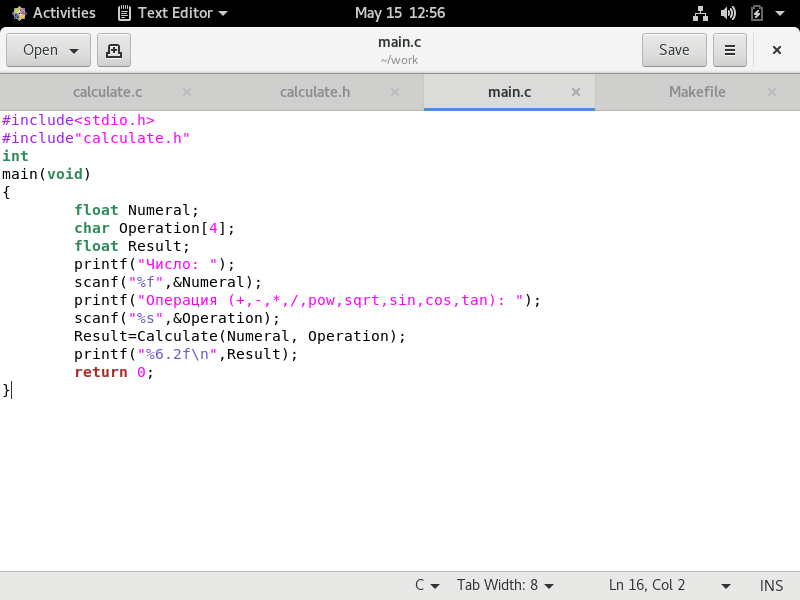 Activities Text Editor May 15 12:56
Open main.c Save
~/work
calculate.c calculate.h main.c Makefile
#include<stdio.h>
#include"calculate.h"
int
main(void)
{
float Numeral;
char Operation[4];
float Result;
printf("Число: ");
scanf("%f",&Numeral);
printf("Операция (+,-,*,/,pow,sqrt,sin,cos,tan): ");
scanf("%s",&Operation);
Result=Calculate(Numeral, Operation);
printf("%6.2f\n",Result);
return 0;
}
C Tab Width: 8 Ln 16, Col 2 INS